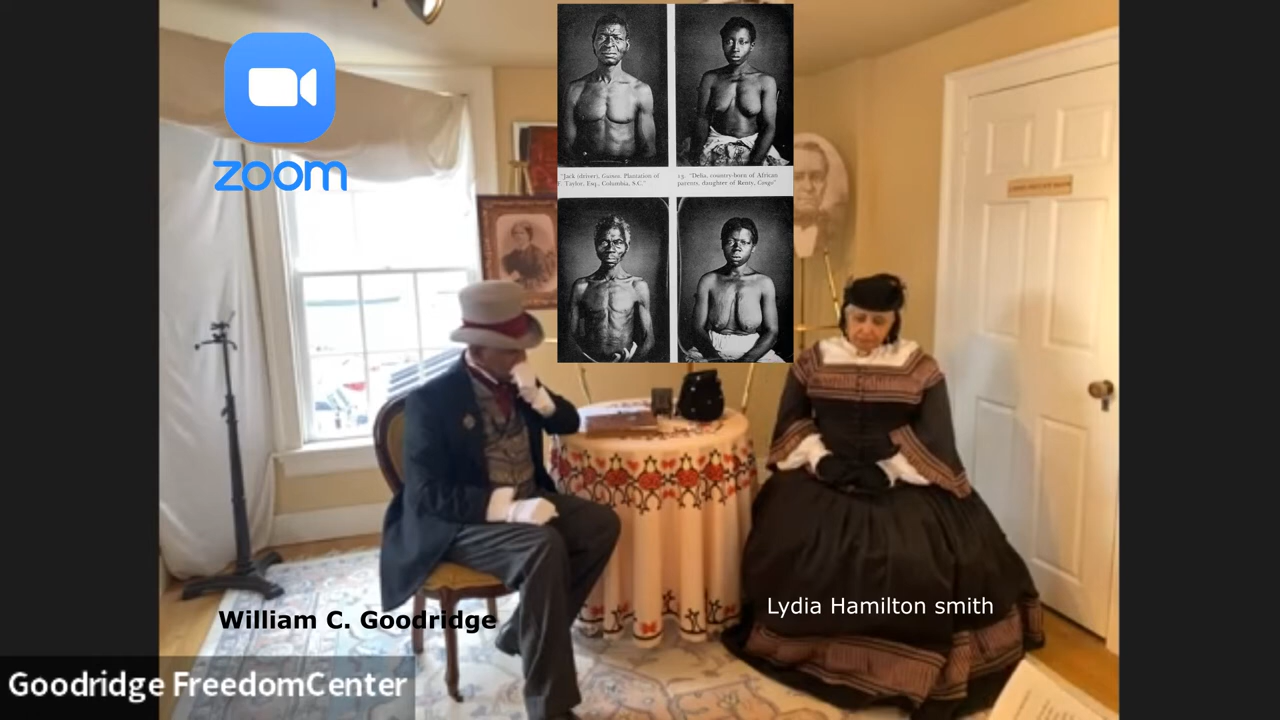 zoom
"Jack (driver), Guinea. Plantation of
F. Taylor, Esq., Columbia, S.C."
13. "Delia, country-born of African
parents, daughter of Renty, Congo"
William C. Goodridge
Lydia Hamilton smith
Goodridge FreedomCenter